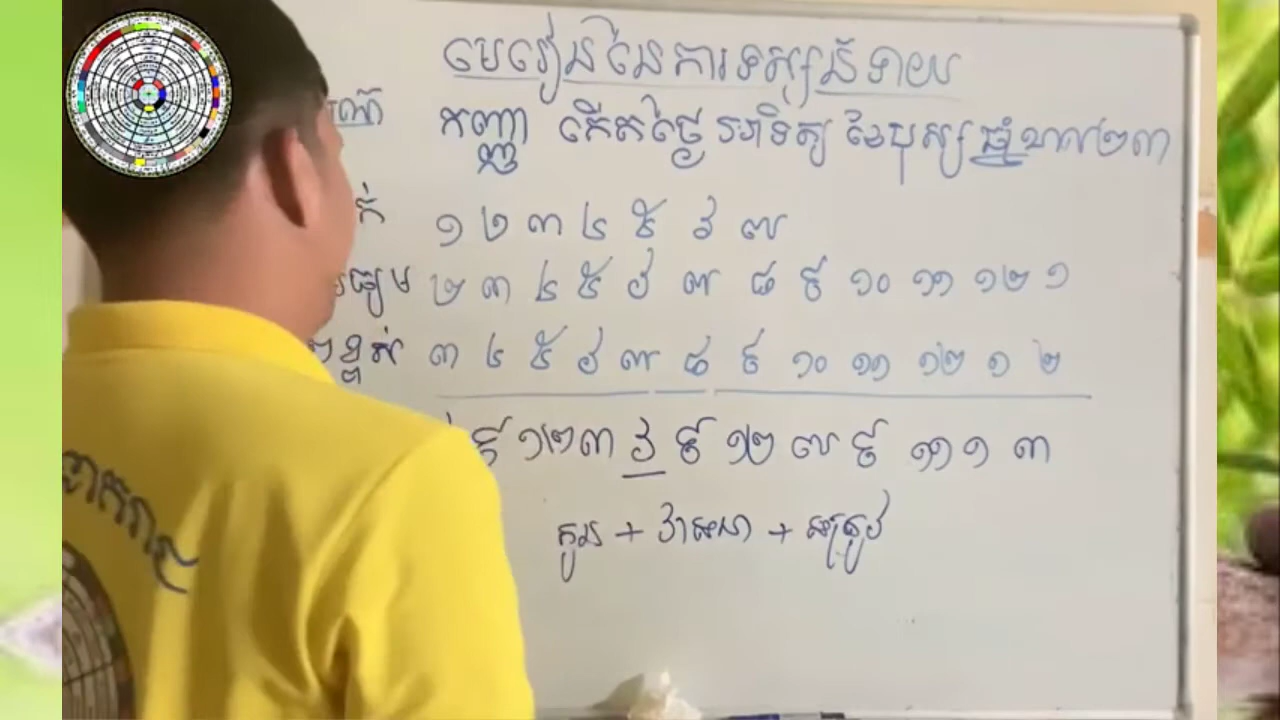 មេរៀននៃការទស្សន៍ទាយ
កញ្ញា កើតថ្ងៃអាទិត្យ ខែបុស្ស ឆ្នាំខាល២៣
១ ២ ៣ ៤ ៥ ៦ ៧
២ ៣ ៤ ៥ ៦ ៧ ៨ ៩ ១០ ១១ ១២ ១
៣ ៤ ៥ ៦ ៧ ៨ ៩ ១០ ១១ ១២ ១ ២
៩ ១២ ៣ ៦ ៩ ១២ ៧ ៩ ១១ ១ ៣
កូន + វាសនា + សត្រូវ